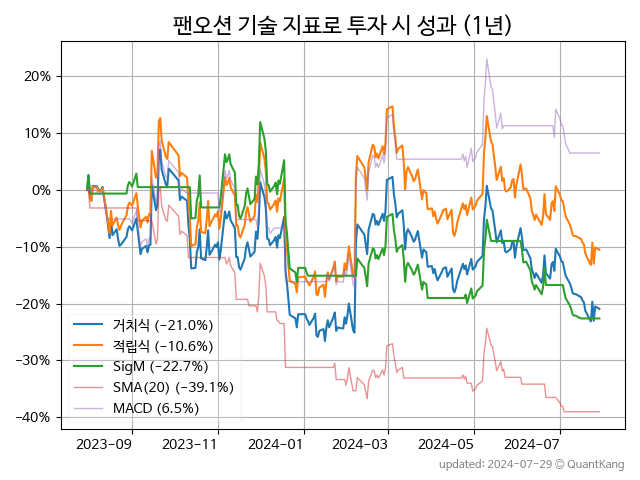 팬오션 기술 지표로 투자 시 성과 (1년)
20%
10%
0%
−10%
−20%
−30%
−40%
거치식 (−21.0%)
적립식 (−10.6%)
SigM (−22.7%)
SMA(20) (−39.1%)
MACD (6.5%)
2023-09 2023-11 2024-01 2024-03 2024-05 2024-07
updated: 2024-07-29 © QuantKang